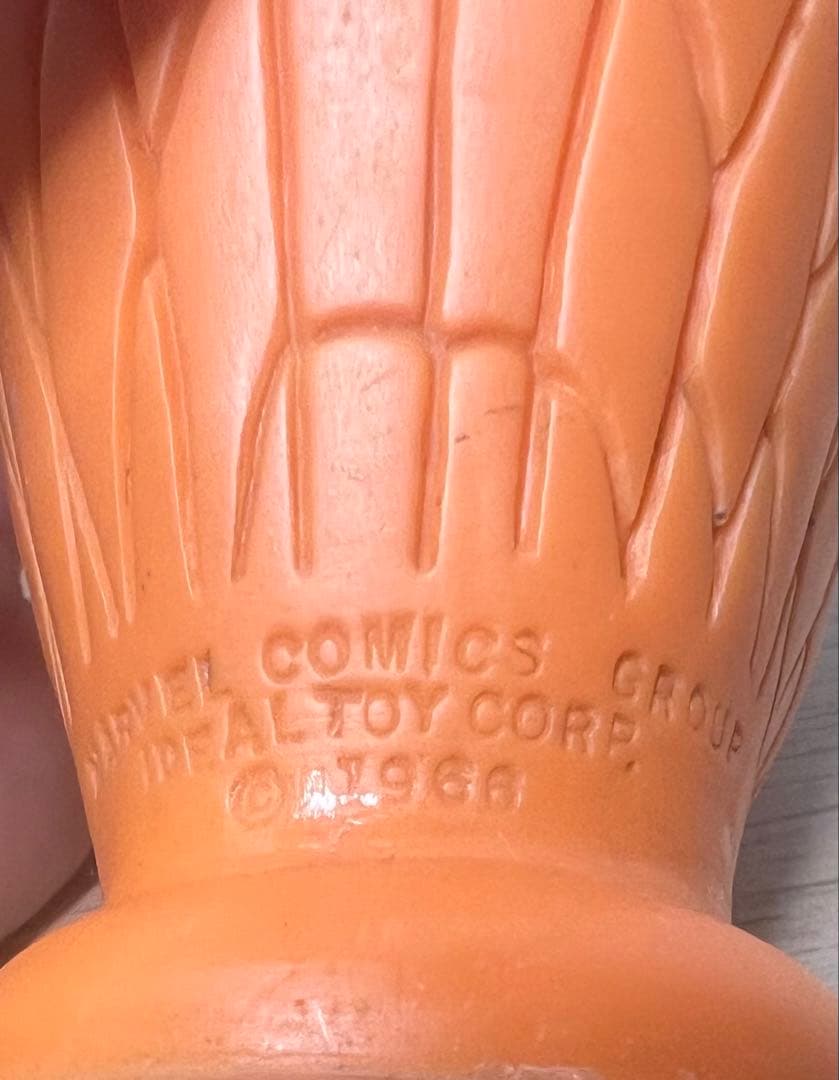 MARVEL COMICS GROUP
IDEAL TOY CORP.
© 1966